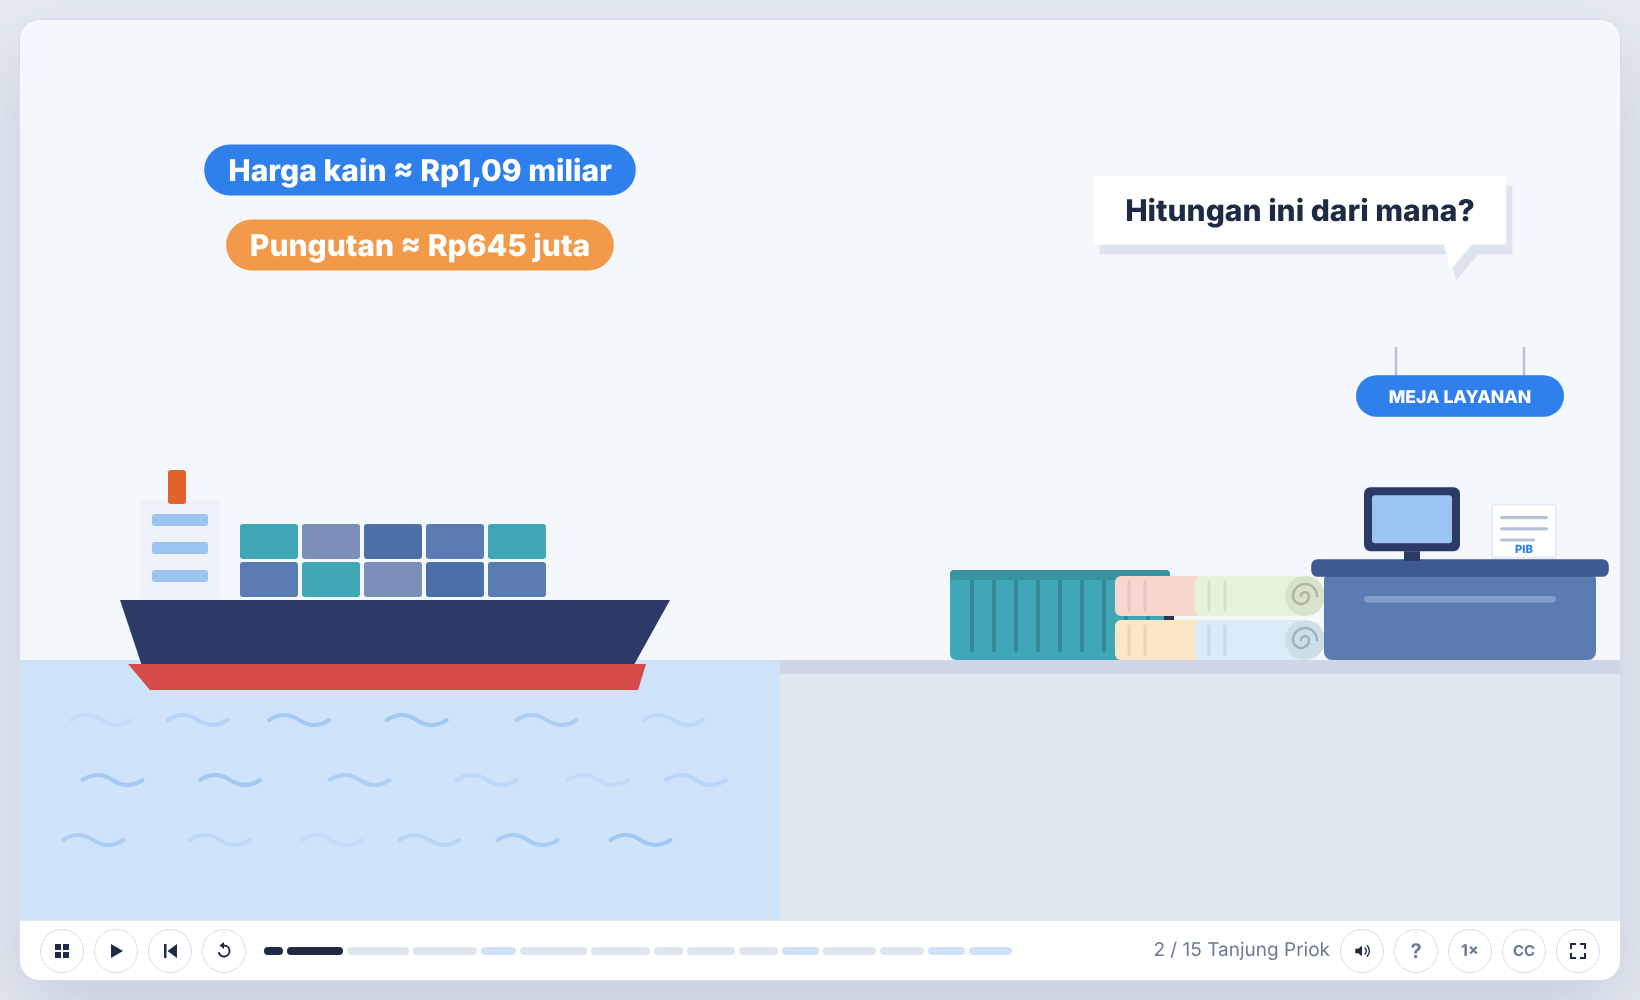 Harga kain ≈ Rp1,09 miliar
Pungutan ≈ Rp645 juta
Hitungan ini dari mana?
MEJA LAYANAN
PIB
2 / 15 Tanjung Priok
?
1×
CC